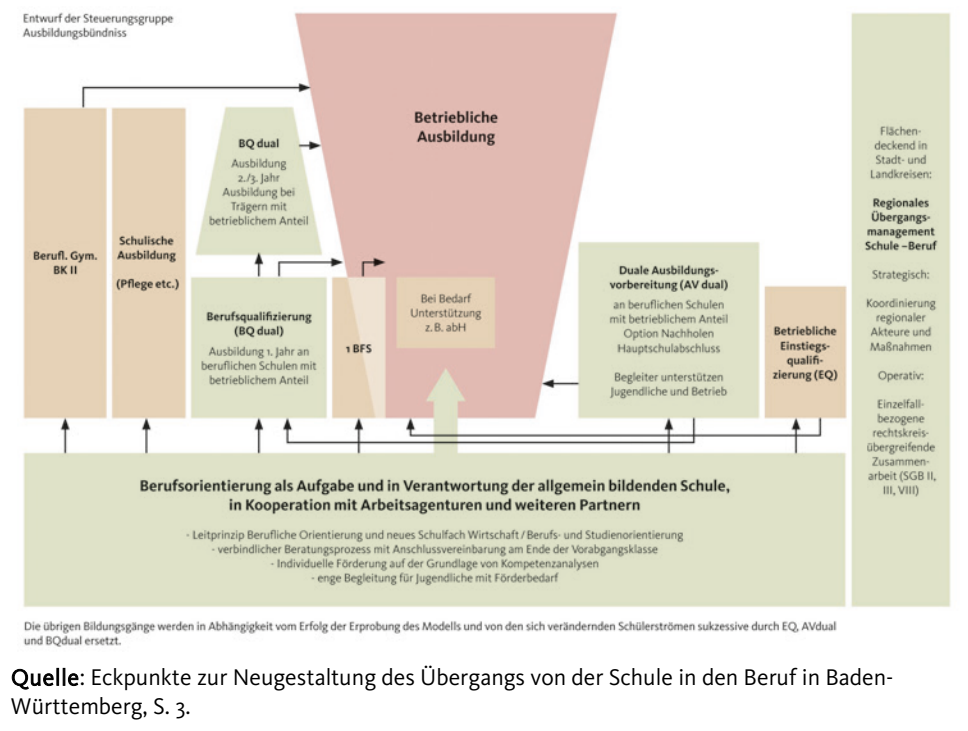 Entwurf der Steuerungsgruppe
Ausbildungsbündniss
Betriebliche
Ausbildung
BQ dual
Ausbildung
2./3. Jahr
Ausbildung bei
Trägern mit
betrieblichem Anteil
Berufl. Gym.
BK II
Schulische
Ausbildung
(Pflege etc.)
Berufsqualifizierung
(BQ dual)
Ausbildung 1. Jahr an
beruflichen Schulen mit
betrieblichem Anteil
1 BFS
Bei Bedarf
Unterstützung
z. B. abH
Duale Ausbildungs-
vorbereitung (AV dual)
an beruflichen Schulen
mit betrieblichem Anteil
Option Nachholen
Hauptschulabschluss
Begleiter unterstützen
Jugendliche und Betrieb
Betriebliche
Einstiegs-
qualifi-
zierung (EQ)
Flächen-
deckend in
Stadt- und
Landkreisen:
Regionales
Übergangs-
management
Schule –Beruf
Strategisch:
Koordinierung
regionaler
Akteure und
Maßnahmen
Operativ:
Einzelfall-
bezogene
rechtskreis-
übergreifende
Zusammen-
arbeit (SGB II,
III, VIII)
Berufsorientierung als Aufgabe und in Verantwortung der allgemein bildenden Schule,
in Kooperation mit Arbeitsagenturen und weiteren Partnern
- Leitprinzip Berufliche Orientierung und neues Schulfach Wirtschaft / Berufs- und Studienorientierung
- verbindlicher Beratungsprozess mit Anschlussvereinbarung am Ende der Vorabgangsklasse
- Individuelle Förderung auf der Grundlage von Kompetenzanalysen
- enge Begleitung für Jugendliche mit Förderbedarf
Die übrigen Bildungsgänge werden in Abhängigkeit vom Erfolg der Erprobung des Modells und von den sich verändernden Schülerströmen sukzessive durch EQ, AVdual
und BQdual ersetzt.
Quelle: Eckpunkte zur Neugestaltung des Übergangs von der Schule in den Beruf in Baden-
Württemberg, S. 3.